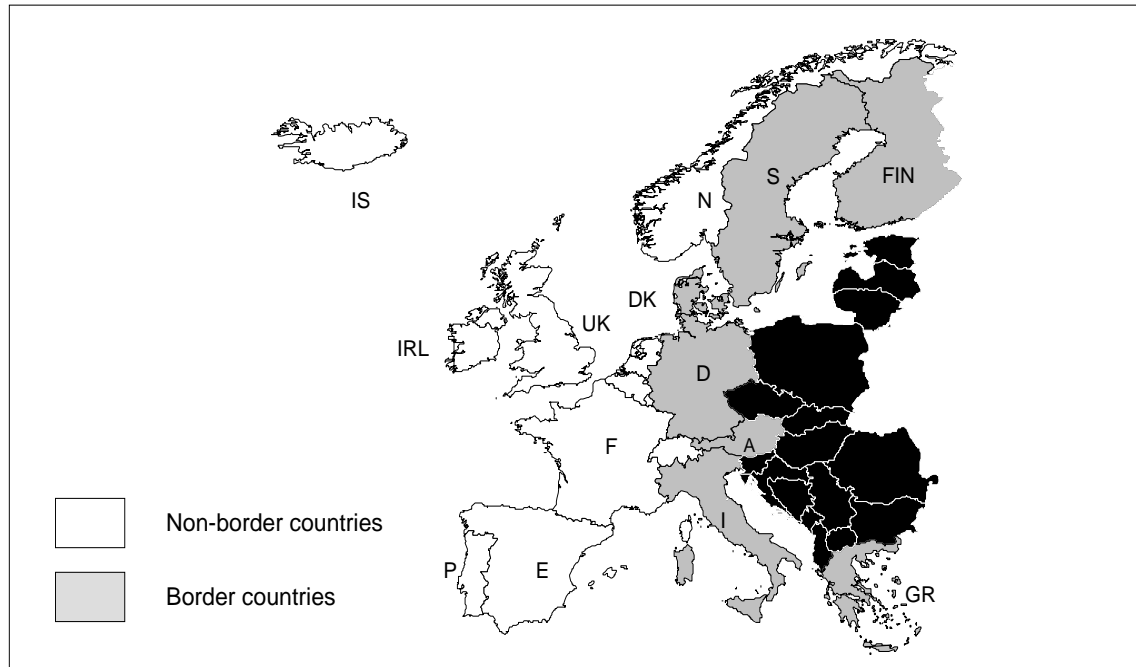 IS
N
S
FIN
DK
UK
IRL
D
F
A
I
P
E
GR
Non-border countries
Border countries